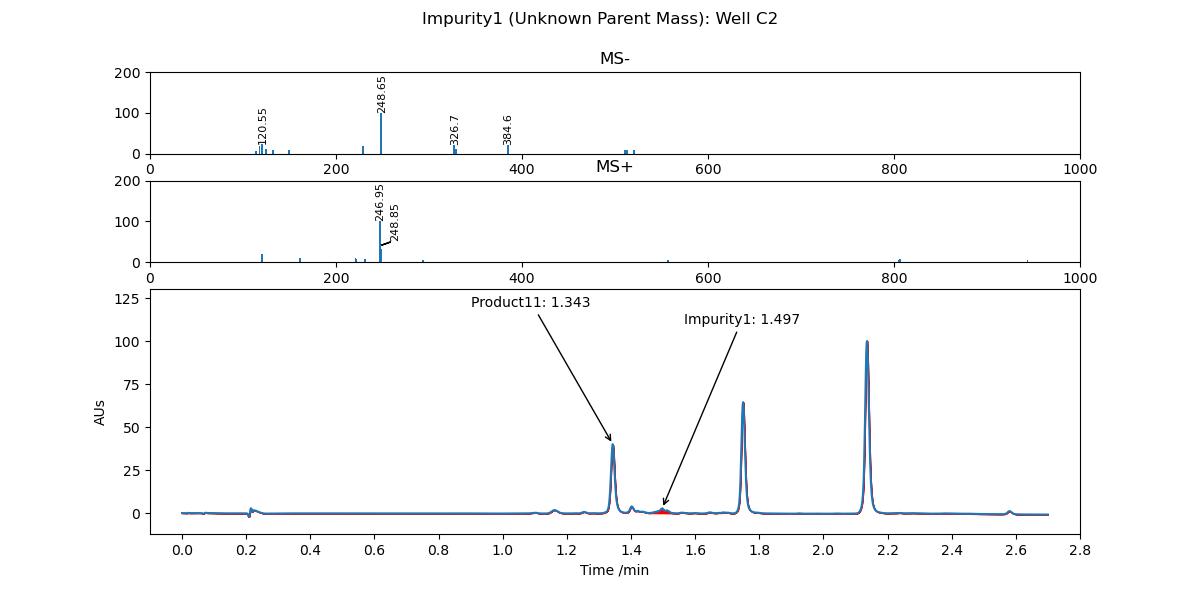 Impurity1 (Unknown Parent Mass): Well C2
MS-
200
100
0
120.55
248.65
326.7
384.6
0 200 400 600 800 1000
MS+
200
100
0
246.95
248.85
0 200 400 600 800 1000
Product11: 1.343
Impurity1: 1.497
AUs
125
100
75
50
25
0
0.0 0.2 0.4 0.6 0.8 1.0 1.2 1.4 1.6 1.8 2.0 2.2 2.4 2.6 2.8
Time /min